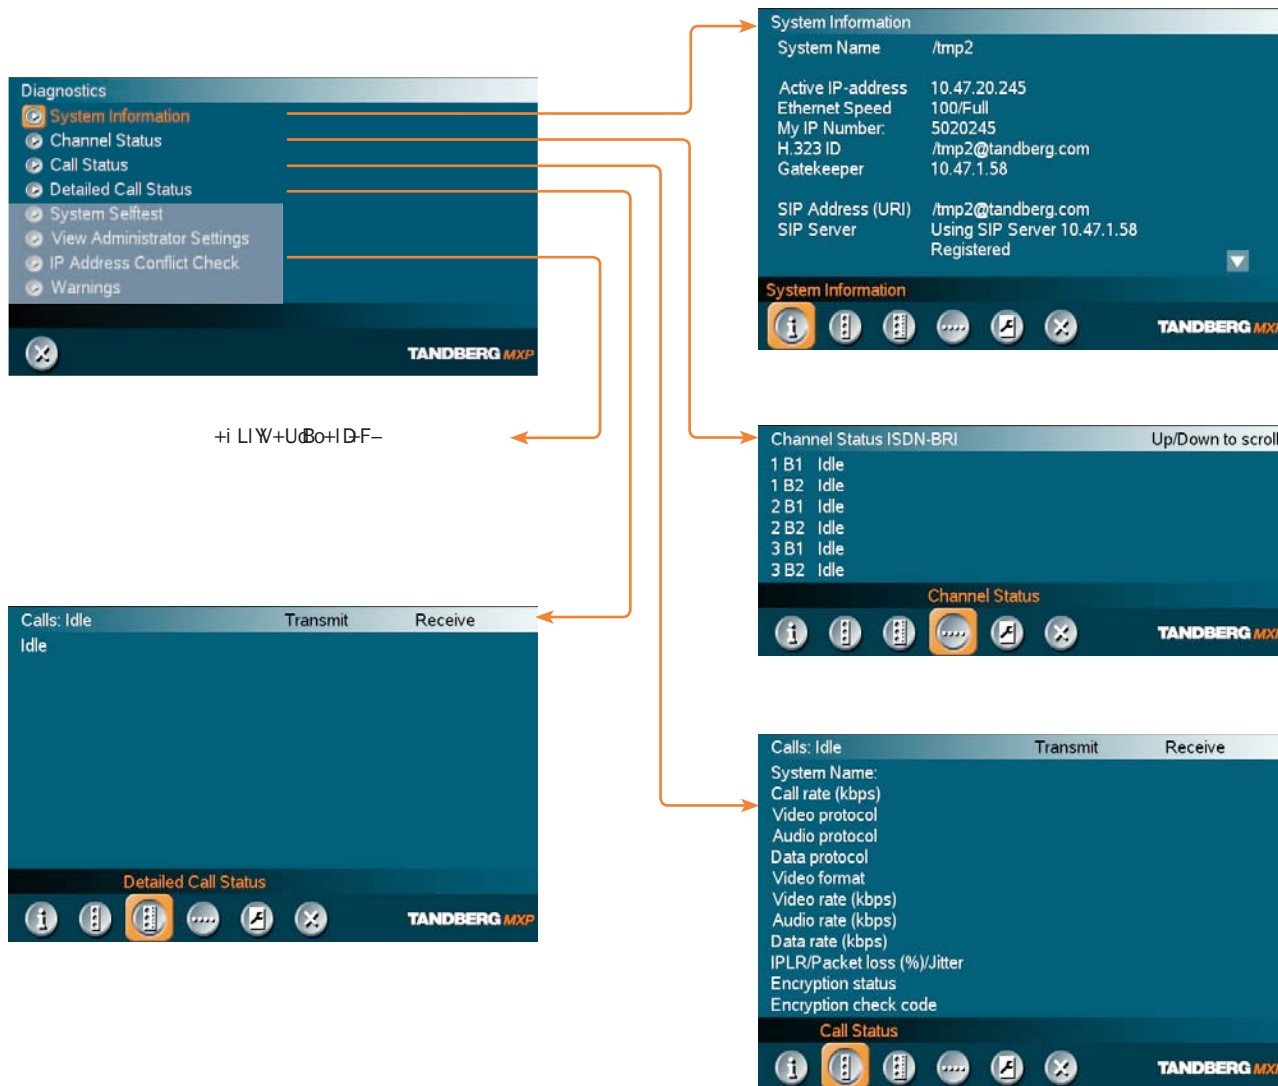 Diagnostics
System Information
Channel Status
Call Status
Detailed Call Status
System Selftest
View Administrator Settings
IP Address Conflict Check
Warnings
TANDBERG MXP
System Information
System Name /tmp2
Active IP-address 10.47.20.245
Ethernet Speed 100/Full
My IP Number: 5020245
H.323 ID /tmp2@tandberg.com
Gatekeeper 10.47.1.58
SIP Address (URI) /tmp2@tandberg.com
SIP Server Using SIP Server 10.47.1.58
Registered
System Information
TANDBERG MXP
Channel Status ISDN-BRI Up/Down to scroll
1 B1 Idle
1 B2 Idle
2 B1 Idle
2 B2 Idle
3 B1 Idle
3 B2 Idle
Channel Status
TANDBERG MXP
Calls: Idle Transmit Receive
Idle
Detailed Call Status
TANDBERG MXP
Calls: Idle Transmit Receive
System Name:
Call rate (kbps)
Video protocol
Audio protocol
Data protocol
Video format
Video rate (kbps)
Audio rate (kbps)
Data rate (kbps)
IPLR/Packet loss (%)/Jitter
Encryption status
Encryption check code
Call Status
TANDBERG MXP